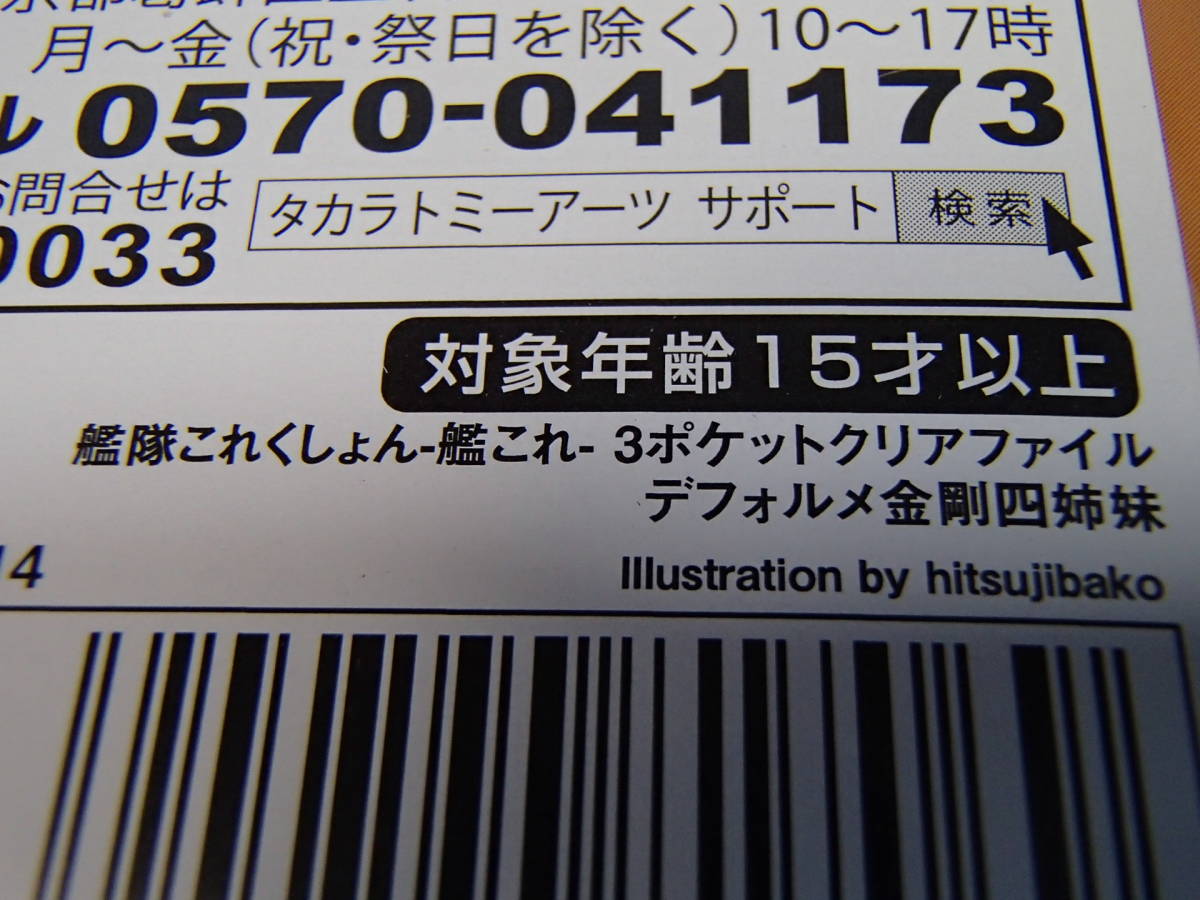 月～金（祝・祭日を除く）10～17時
ル 0570-041173
お問合せは
0033
タカラトミーアーツ サポート 検索
対象年齢15才以上
艦隊これくしょん-艦これ- 3ポケットクリアファイル
デフォルメ金剛四姉妹
14
Illustration by hitsujibako